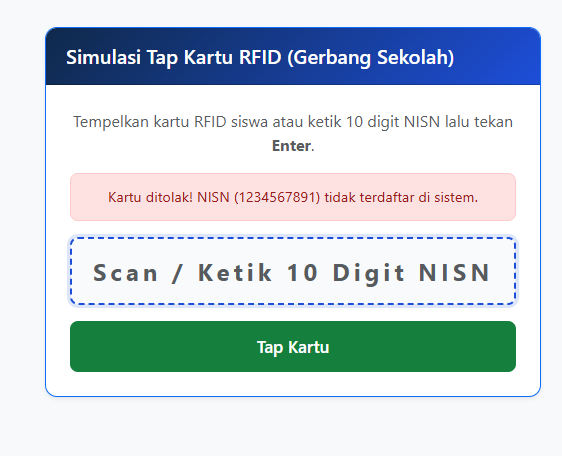 Simulasi Tap Kartu RFID (Gerbang Sekolah)
Tempelkan kartu RFID siswa atau ketik 10 digit NISN lalu tekan
Enter.
Kartu ditolak! NISN (1234567891) tidak terdaftar di sistem.
Scan / Ketik 10 Digit NISN
Tap Kartu